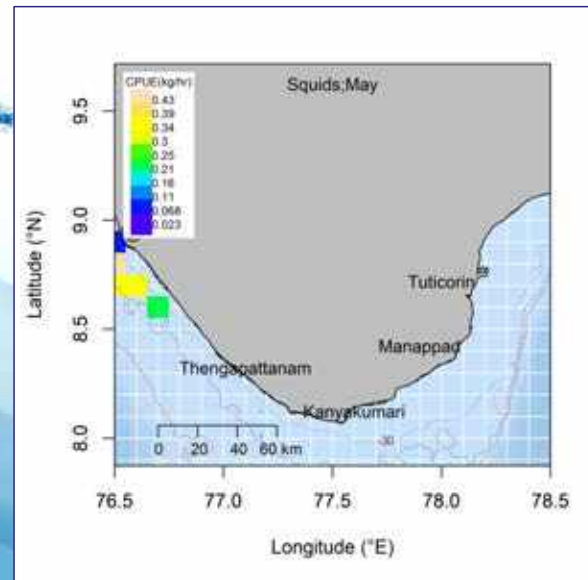 Squids;May
CPUE(kg/hr)
0.43
0.39
0.34
0.3
0.25
0.21
0.16
0.11
0.068
0.023
9.5
9.0
8.5
8.0
Latitude (°N)
Tuticorin
Manappad
Thengapattanam
Kanyakumari
-30
0 20 40 60 km
76.5 77.0 77.5 78.0 78.5
Longitude (°E)